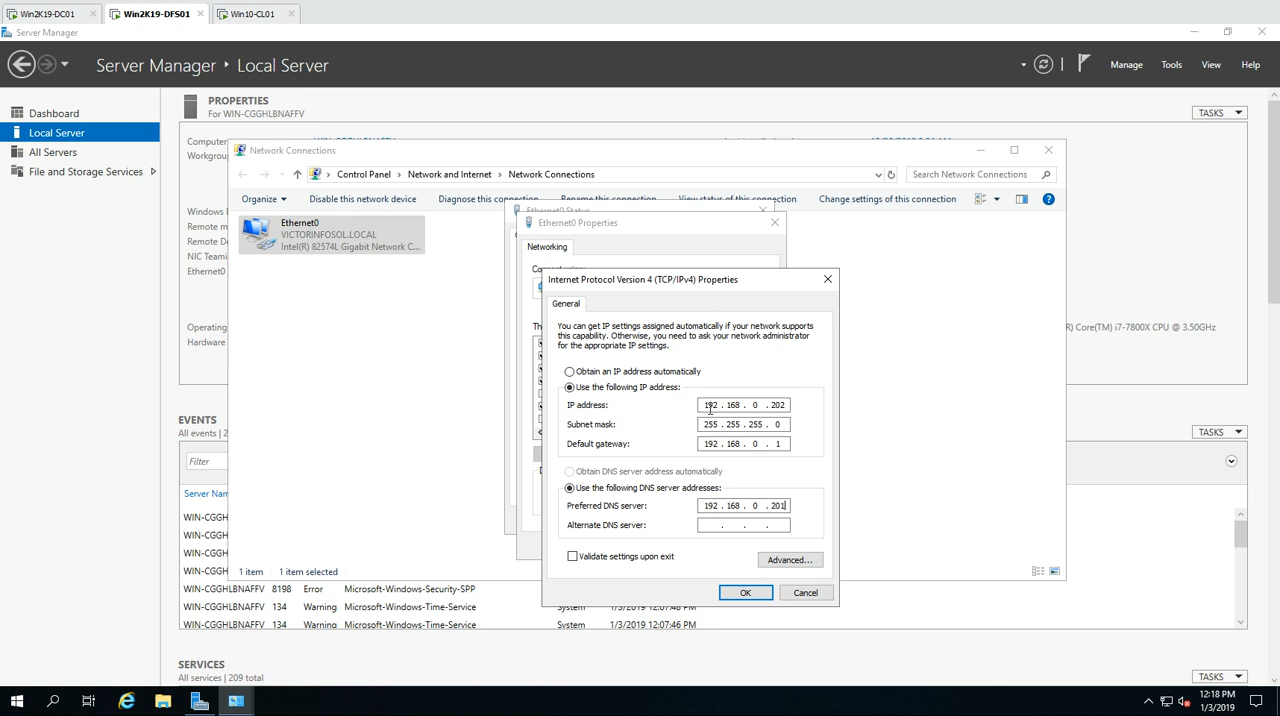 Win2K19-DC01
Win2K19-DFS01
Win10-CL01
Server Manager
Server Manager
Local Server
Manage
Tools
View
Help
Dashboard
Local Server
All Servers
File and Storage Services
PROPERTIES
For WIN-CGGHLBNAFFV
TASKS
Network Connections
Control Panel
Network and Internet
Network Connections
Search Network Connections
Organize
Disable this network device
Diagnose this connection
Rename this connection
View status of this connection
Change settings of this connection
Ethernet0
VICTORINFOSOL.LOCAL
Intel(R) 82574L Gigabit Network C...
Ethernet0 Status
Ethernet0 Properties
Networking
Internet Protocol Version 4 (TCP/IPv4) Properties
General
You can get IP settings assigned automatically if your network supports
this capability. Otherwise, you need to ask your network administrator
for the appropriate IP settings.
Obtain an IP address automatically
Use the following IP address:
IP address: 192 . 168 . 0 . 202
Subnet mask: 255 . 255 . 255 . 0
Default gateway: 192 . 168 . 0 . 1
Obtain DNS server address automatically
Use the following DNS server addresses:
Preferred DNS server: 192 . 168 . 0 . 201
Alternate DNS server: . . .
Validate settings upon exit
Advanced...
OK
Cancel
Ethernet0
Operating
Hardware
R) Core(TM) i7-7800X CPU @ 3.50GHz
EVENTS
All events | 2
TASKS
Filter
Server Nam
WIN-CGGH
WIN-CGGH
WIN-CGGH
WIN-CGGH
1 item
1 item selected
WIN-CGGHLBNAFFV 8198 Error Microsoft-Windows-Security-SPP
WIN-CGGHLBNAFFV 134 Warning Microsoft-Windows-Time-Service System 1/3/2019 12:07:48 PM
WIN-CGGHLBNAFFV 134 Warning Microsoft-Windows-Time-Service System 1/3/2019 12:07:46 PM
SERVICES
All services | 209 total
TASKS
12:18 PM
1/3/2019